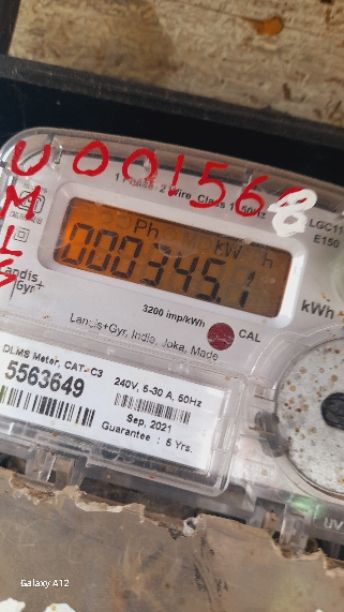 U 001568
1 Phase 2 Wire, Class 1, 50Hz
M
L
S
LGC11
E150
Ph kW h
000345.1
Landis
Gyr+
kWh
3200 imp/kWh
CAL
Landis+Gyr, India, Joka, Made
DLMS Meter, CAT-C3
5563649
240V, 5-30 A, 50Hz
Sep, 2021
Guarantee : 5 Yrs.
UV
Galaxy A12